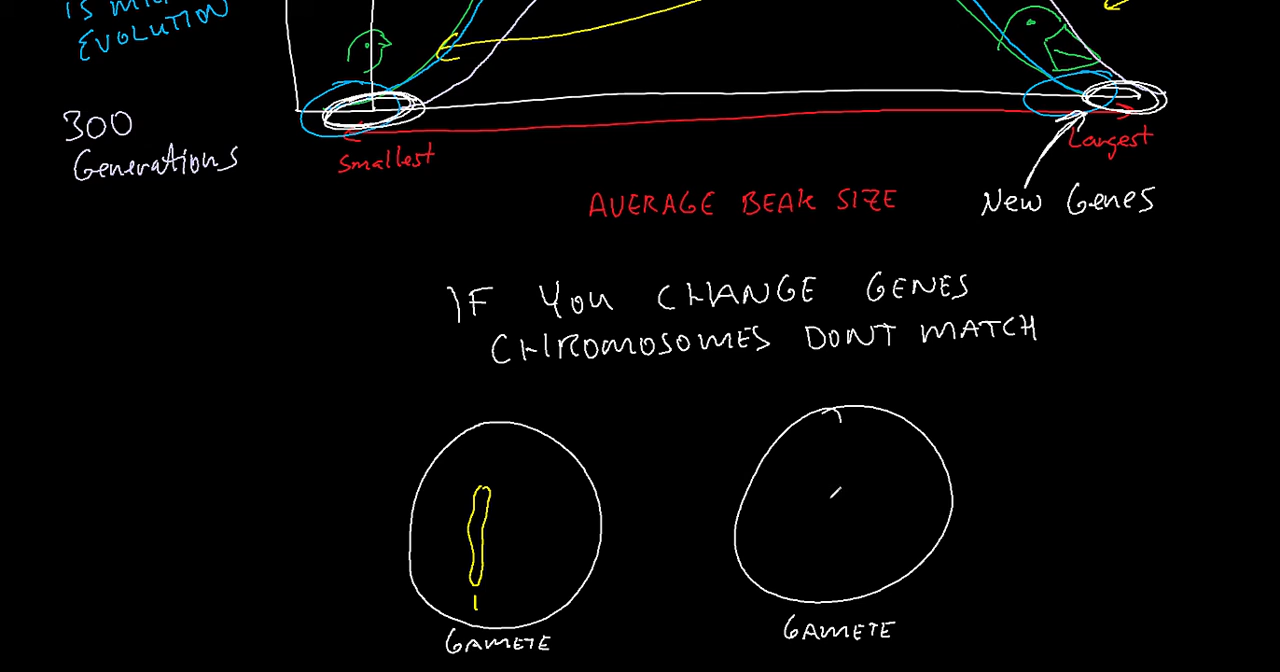 EVOLUTION
300
Generations
Smallest
Largest
AVERAGE BEAK SIZE
New Genes
IF YOU CHANGE GENES
CHROMOSOMES DONT MATCH
1
GAMETE
GAMETE